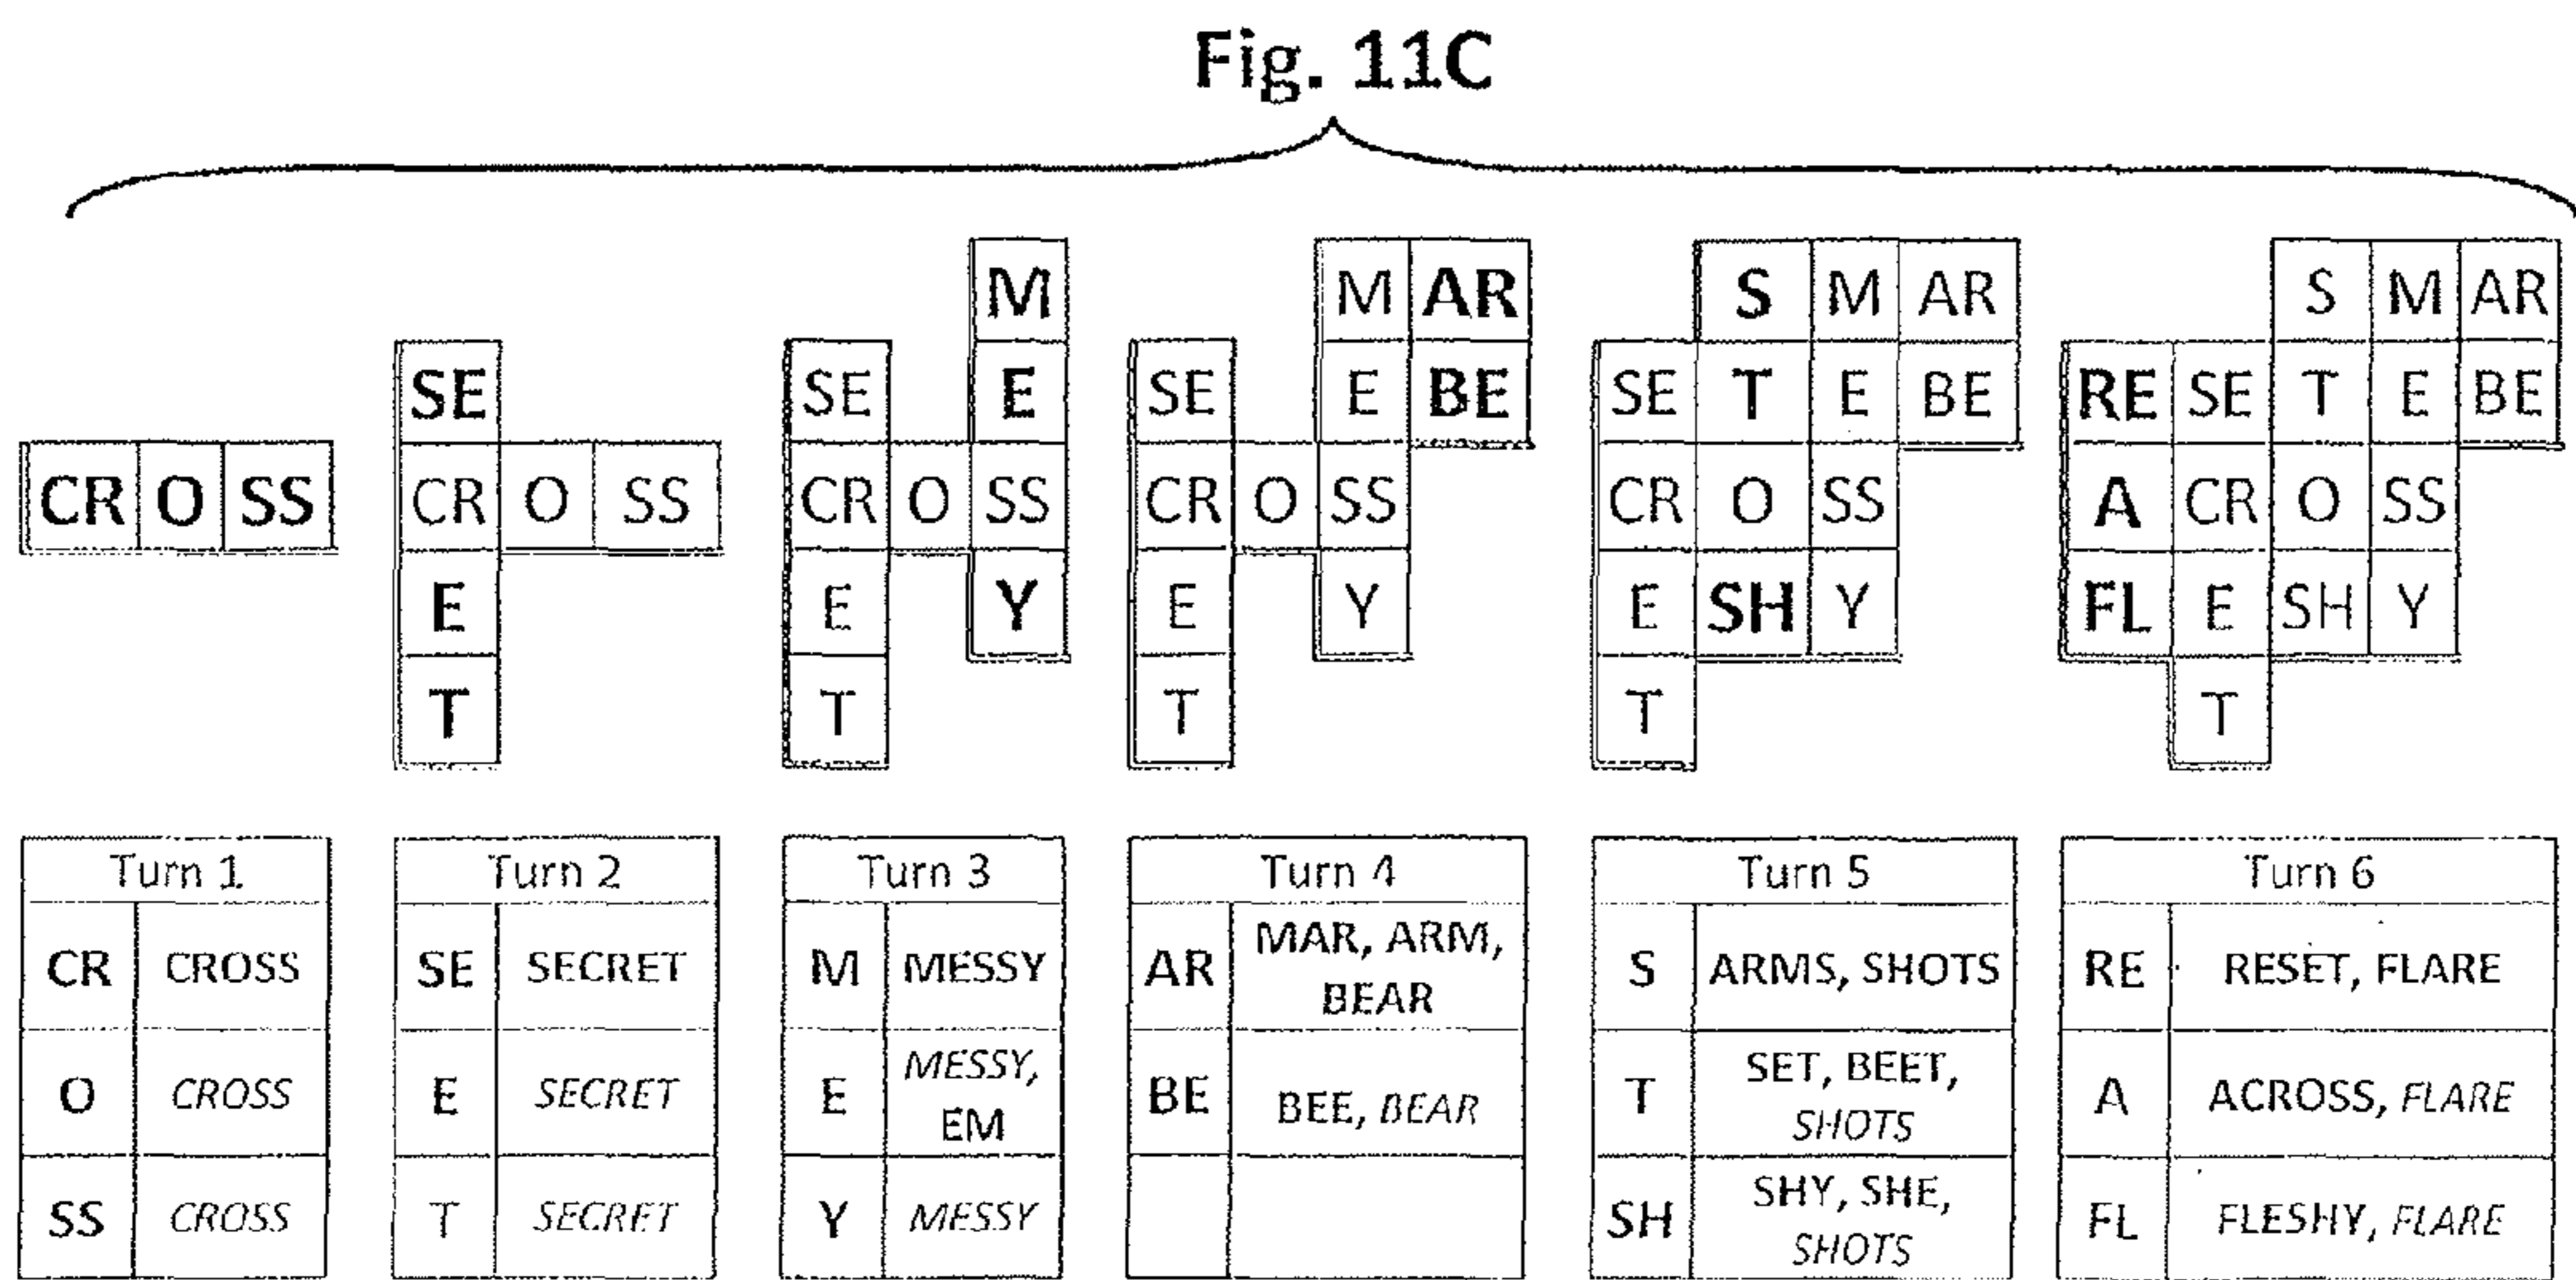 Fig. 11C
CR O SS
SE
CR O SS
E
T
M
SE E
CR O SS
E Y
T
M AR
SE E BE
CR O SS
E Y
T
S M AR
SE T E BE
CR O SS
E SH Y
T
S M AR
RE SE T E BE
A CR O SS
FL E SH Y
T
Turn 1
CR CROSS
O CROSS
SS CROSS
Turn 2
SE SECRET
E SECRET
T SECRET
Turn 3
M MESSY
E MESSY,
EM
Y MESSY
Turn 4
AR MAR, ARM,
BEAR
BE BEE, BEAR
Turn 5
S ARMS, SHOTS
T SET, BEET,
SHOTS
SH SHY, SHE,
SHOTS
Turn 6
RE RESET, FLARE
A ACROSS, FLARE
FL FLESHY, FLARE